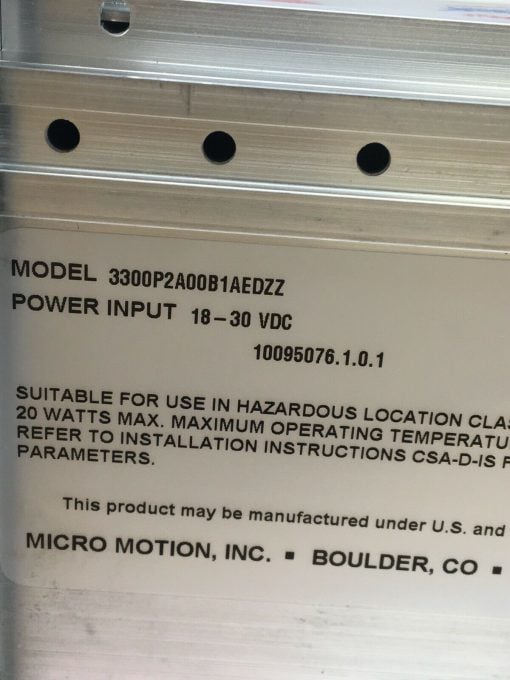 MODEL 3300P2A00B1AEDZZ
POWER INPUT 18-30 VDC
10095076.1.0.1
SUITABLE FOR USE IN HAZARDOUS LOCATION
20 WATTS MAX. MAXIMUM OPERATING
REFER TO INSTALLATION INSTRUCTIONS CSA-D-IS
PARAMETERS.
This product may be manufactured under U.S. and
MICRO MOTION, INC. ▪ BOULDER, CO ▪